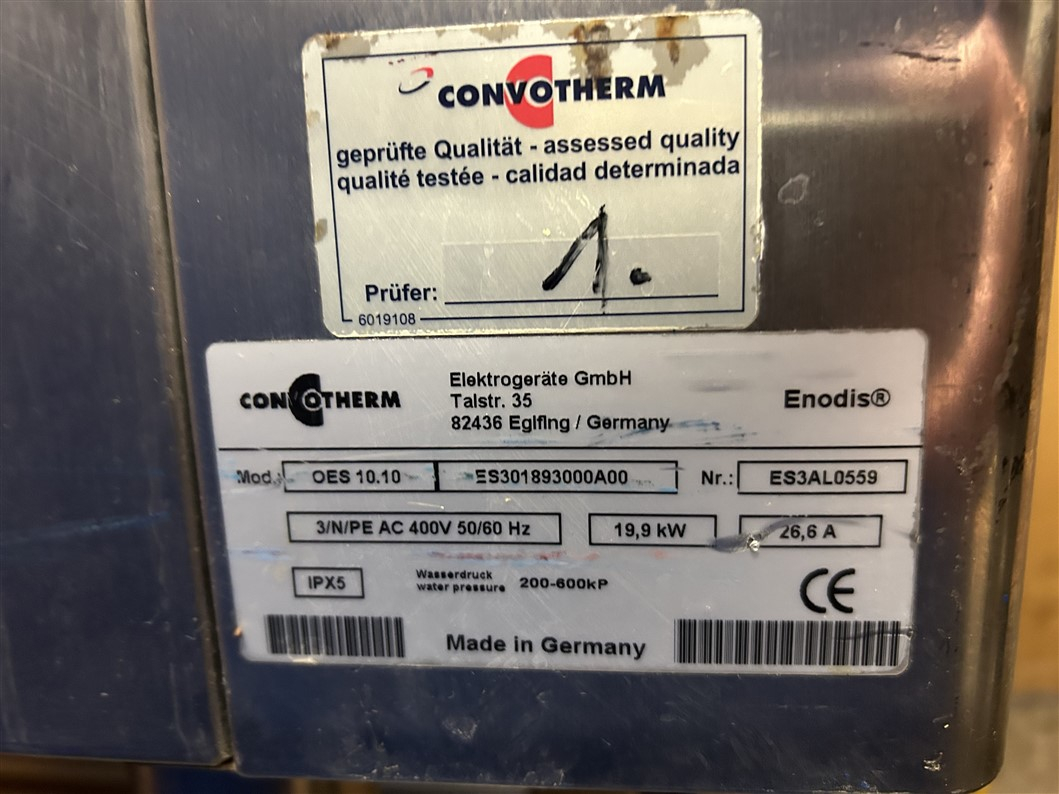 CONVOTHERM
geprüfte Qualität - assessed quality
qualité testée - calidad determinada
1.
Prüfer:
6019108
CONVOTHERM
Elektrogeräte GmbH
Talstr. 35
82436 Eglfing / Germany
Enodis®
Mod.: OES 10.10 ES301893000A00 Nr.: ES3AL0559
3/N/PE AC 400V 50/60 Hz 19,9 kW 26,6 A
IPX5
Wasserdruck
water pressure 200-600kP
CE
Made in Germany